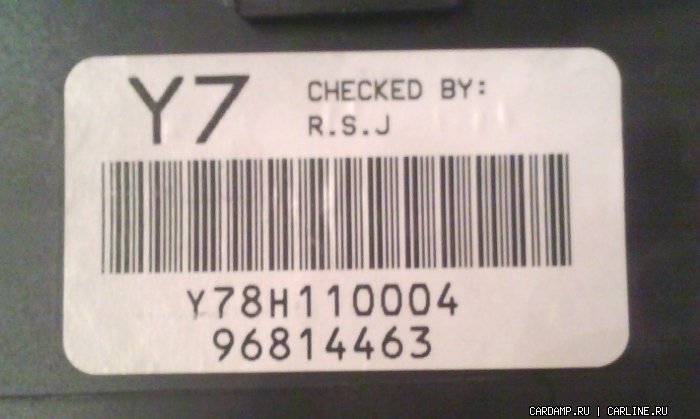 Y7
CHECKED BY:
R.S.J
Y78H110004
96814463
CARDAMP.RU | CARLINE.RU